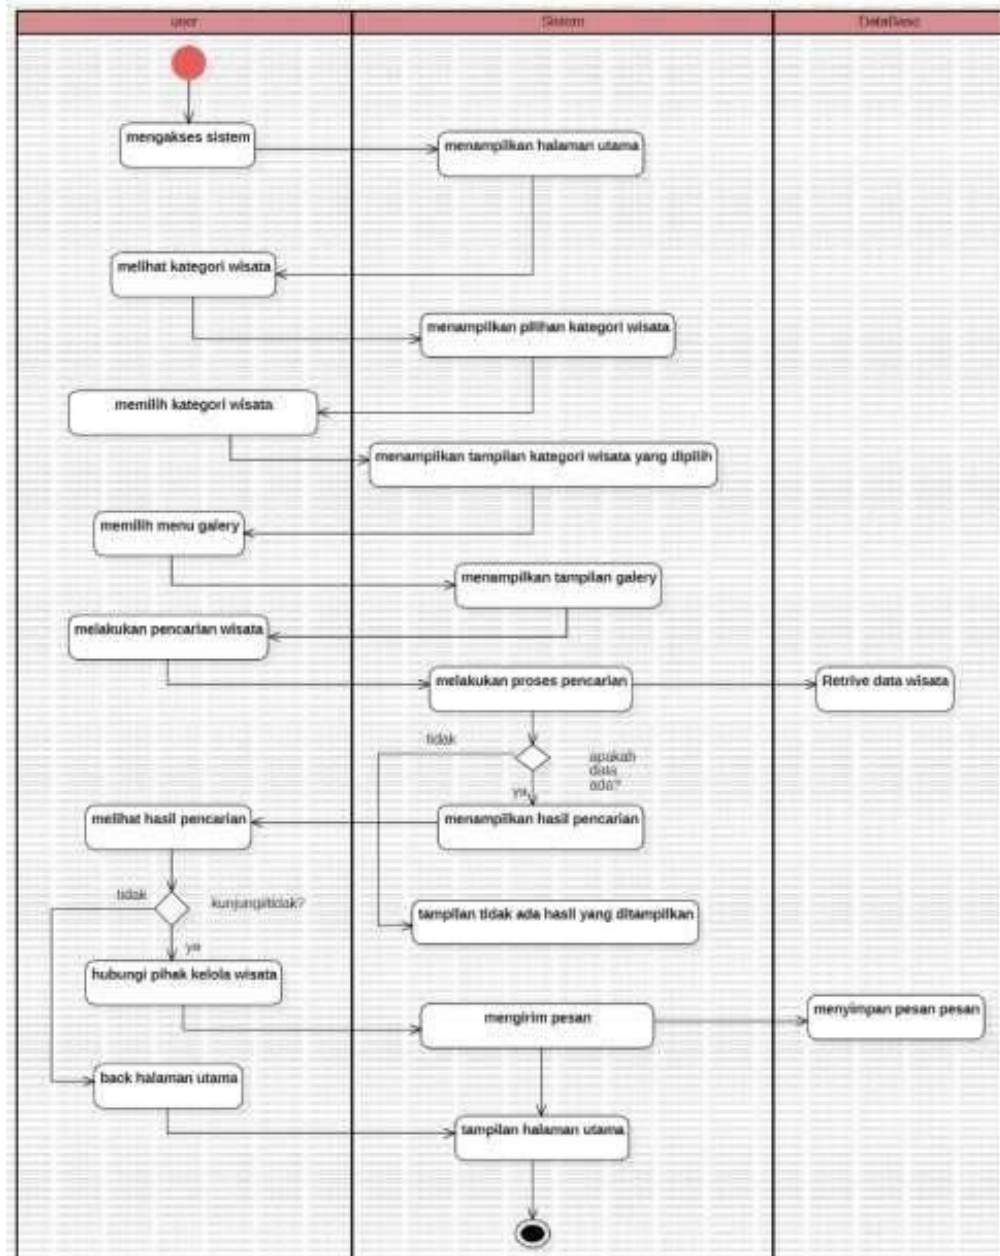 user
Sistem
DataBase
mengakses sistem
menampilkan halaman utama
melihat kategori wisata
menampilkan pilihan kategori wisata
memilih kategori wisata
menampilkan tampilan kategori wisata yang dipilih
memilih menu galery
menampilkan tampilan galery
melakukan pencarian wisata
melakukan proses pencarian
Retrive data wisata
tidak
apakah
data
ada?
ya
melihat hasil pencarian
menampilkan hasil pencarian
tidak
kunjungi/tidak?
ya
tampilan tidak ada hasil yang ditampilkan
hubungi pihak kelola wisata
mengirim pesan
menyimpan pesan pesan
back halaman utama
tampilan halaman utama